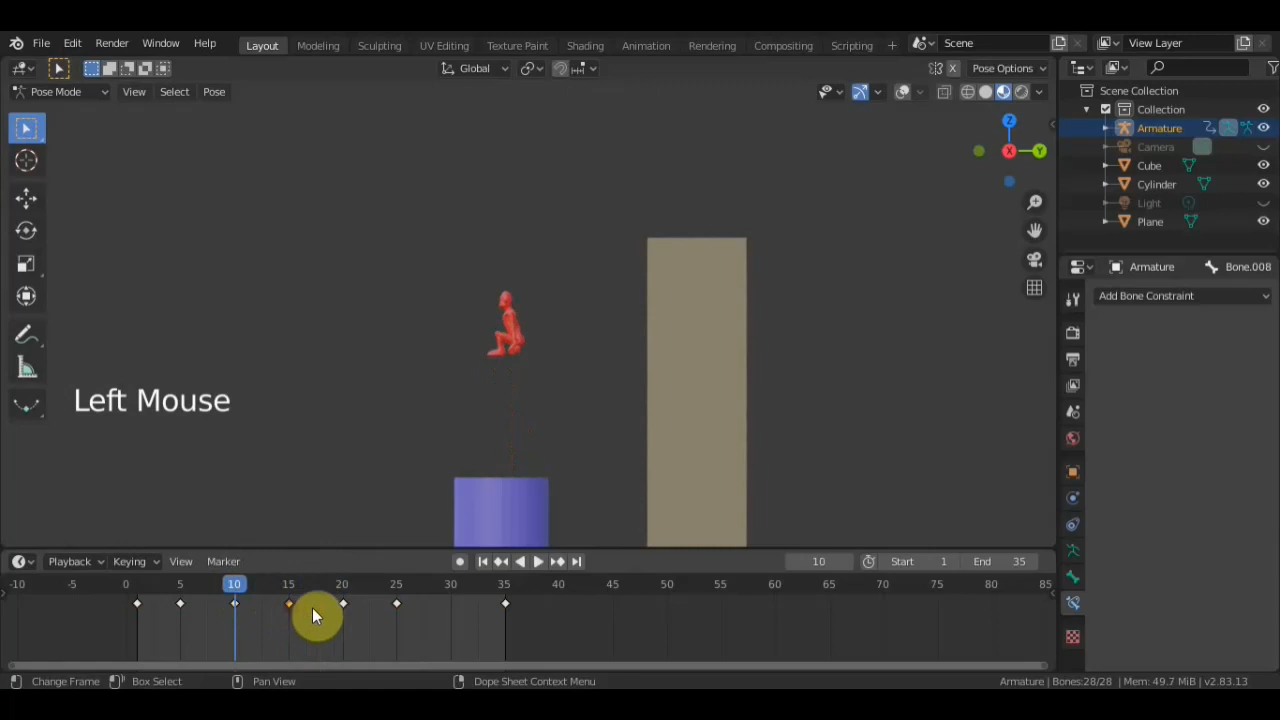 File Edit Render Window Help Layout Modeling Sculpting UV Editing Texture Paint Shading Animation Rendering Compositing Scripting + Scene View Layer
Global X Pose Options
Pose Mode View Select Pose
Scene Collection
Collection
Armature
Camera
Cube
Cylinder
Light
Plane
Z
X
Y
Armature Bone.008
Add Bone Constraint
Left Mouse
Playback Keying View Marker 10 Start 1 End 35
-10 -5 0 5 10 15 20 25 30 35 40 45 50 55 60 65 70 75 80 85
Change Frame Box Select Pan View Dope Sheet Context Menu Armature | Bones:28/28 | Mem: 49.7 MiB | v2.83.13